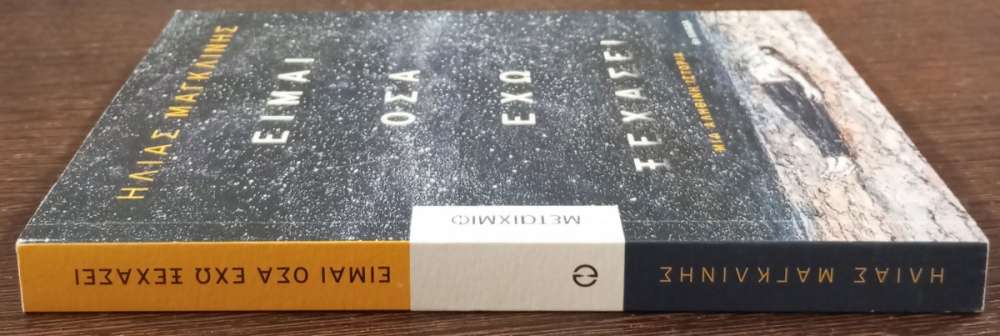 ΗΛΙΑΣ ΜΑΓΚΛΙΝΗΣ
ΕΙΜΑΙ
ΟΣΑ
ΕΧΩ
ΞΕΧΑΣΕΙ
ΜΙΑ ΑΛΗΘΙΝΗ ΙΣΤΟΡΙΑ
ΜΕΤΑΙΧΜΙΟ
ΗΛΙΑΣ ΜΑΓΚΛΙΝΗΣ
ΕΙΜΑΙ ΟΣΑ ΕΧΩ ΞΕΧΑΣΕΙ